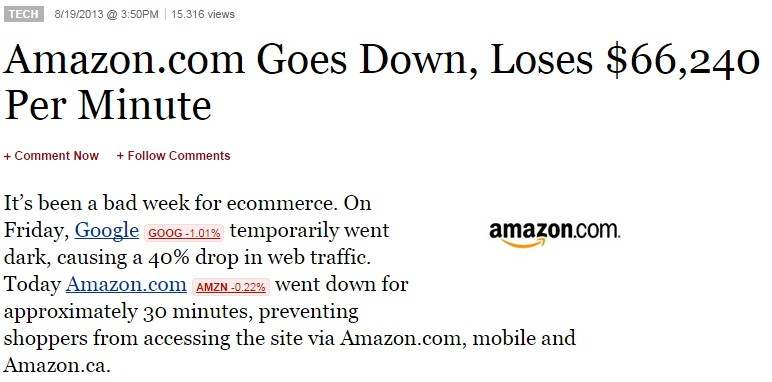 TECH 8/19/2013 @ 3:50PM 15.316 views
Amazon.com Goes Down, Loses $66,240
Per Minute
+ Comment Now + Follow Comments
It’s been a bad week for ecommerce. On
Friday, Google GOOG -1.01% temporarily went
dark, causing a 40% drop in web traffic.
Today Amazon.com AMZN -0.22% went down for
approximately 30 minutes, preventing
shoppers from accessing the site via Amazon.com, mobile and
Amazon.ca.
amazon.com.